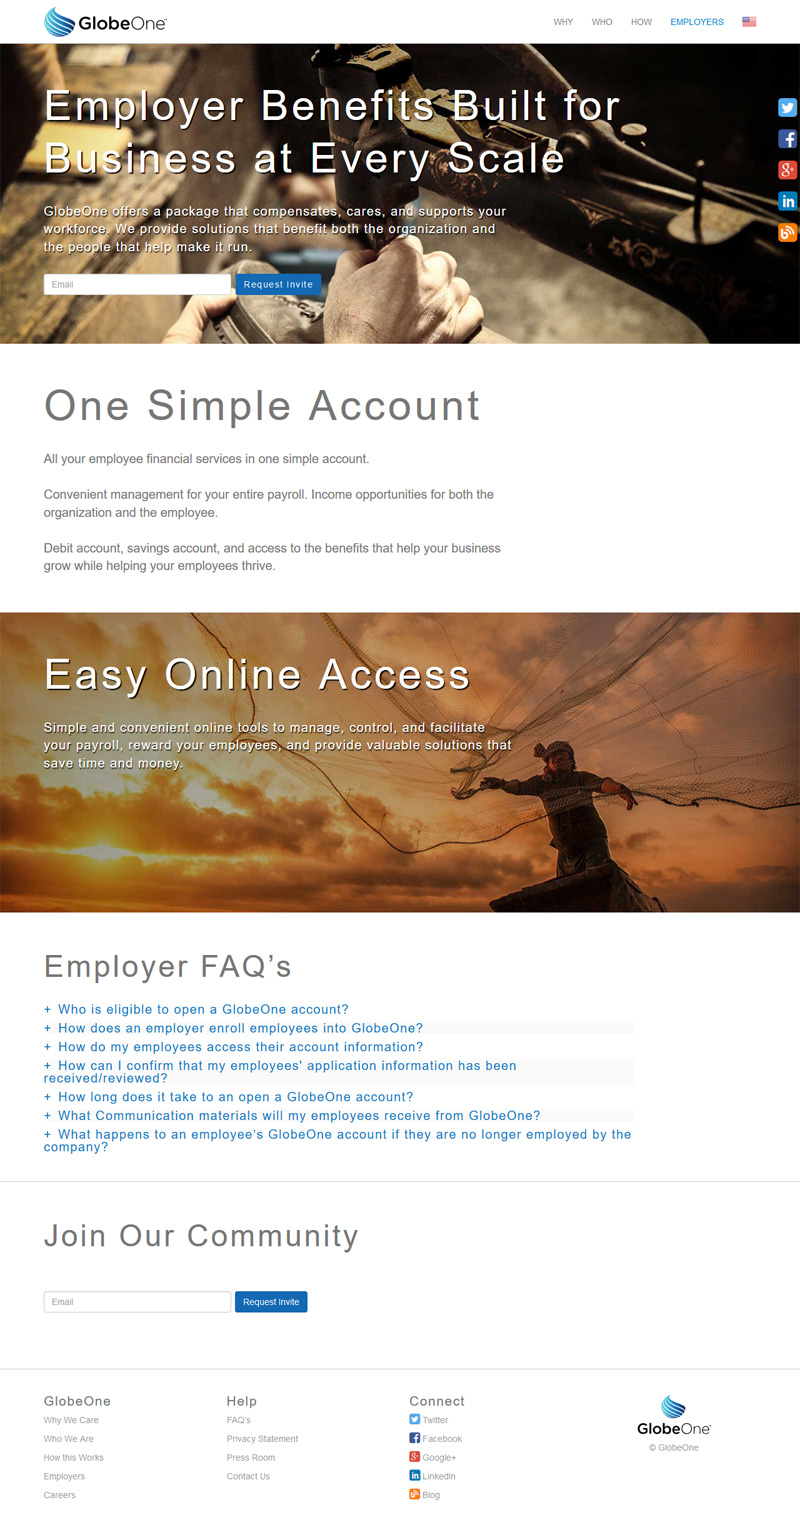 GlobeOne™
WHY WHO HOW EMPLOYERS
Employer Benefits Built for
Business at Every Scale
GlobeOne offers a package that compensates, cares, and supports your
workforce. We provide solutions that benefit both the organization and
the people that help make it run.
Email Request Invite
One Simple Account
All your employee financial services in one simple account.
Convenient management for your entire payroll. Income opportunities for both the
organization and the employee.
Debit account, savings account, and access to the benefits that help your business
grow while helping your employees thrive.
Easy Online Access
Simple and convenient online tools to manage, control, and facilitate
your payroll, reward your employees, and provide valuable solutions that
save time and money.
Employer FAQ's
+ Who is eligible to open a GlobeOne account?
+ How does an employer enroll employees into GlobeOne?
+ How do my employees access their account information?
+ How can I confirm that my employees' application information has been
received/reviewed?
+ How long does it take to an open a GlobeOne account?
+ What Communication materials will my employees receive from GlobeOne?
+ What happens to an employee's GlobeOne account if they are no longer employed by the
company?
Join Our Community
Email Request Invite
GlobeOne
Why We Care
Who We Are
How this Works
Employers
Careers
Help
FAQ's
Privacy Statement
Press Room
Contact Us
Connect
Twitter
Facebook
Google+
LinkedIn
Blog
GlobeOne™
© GlobeOne